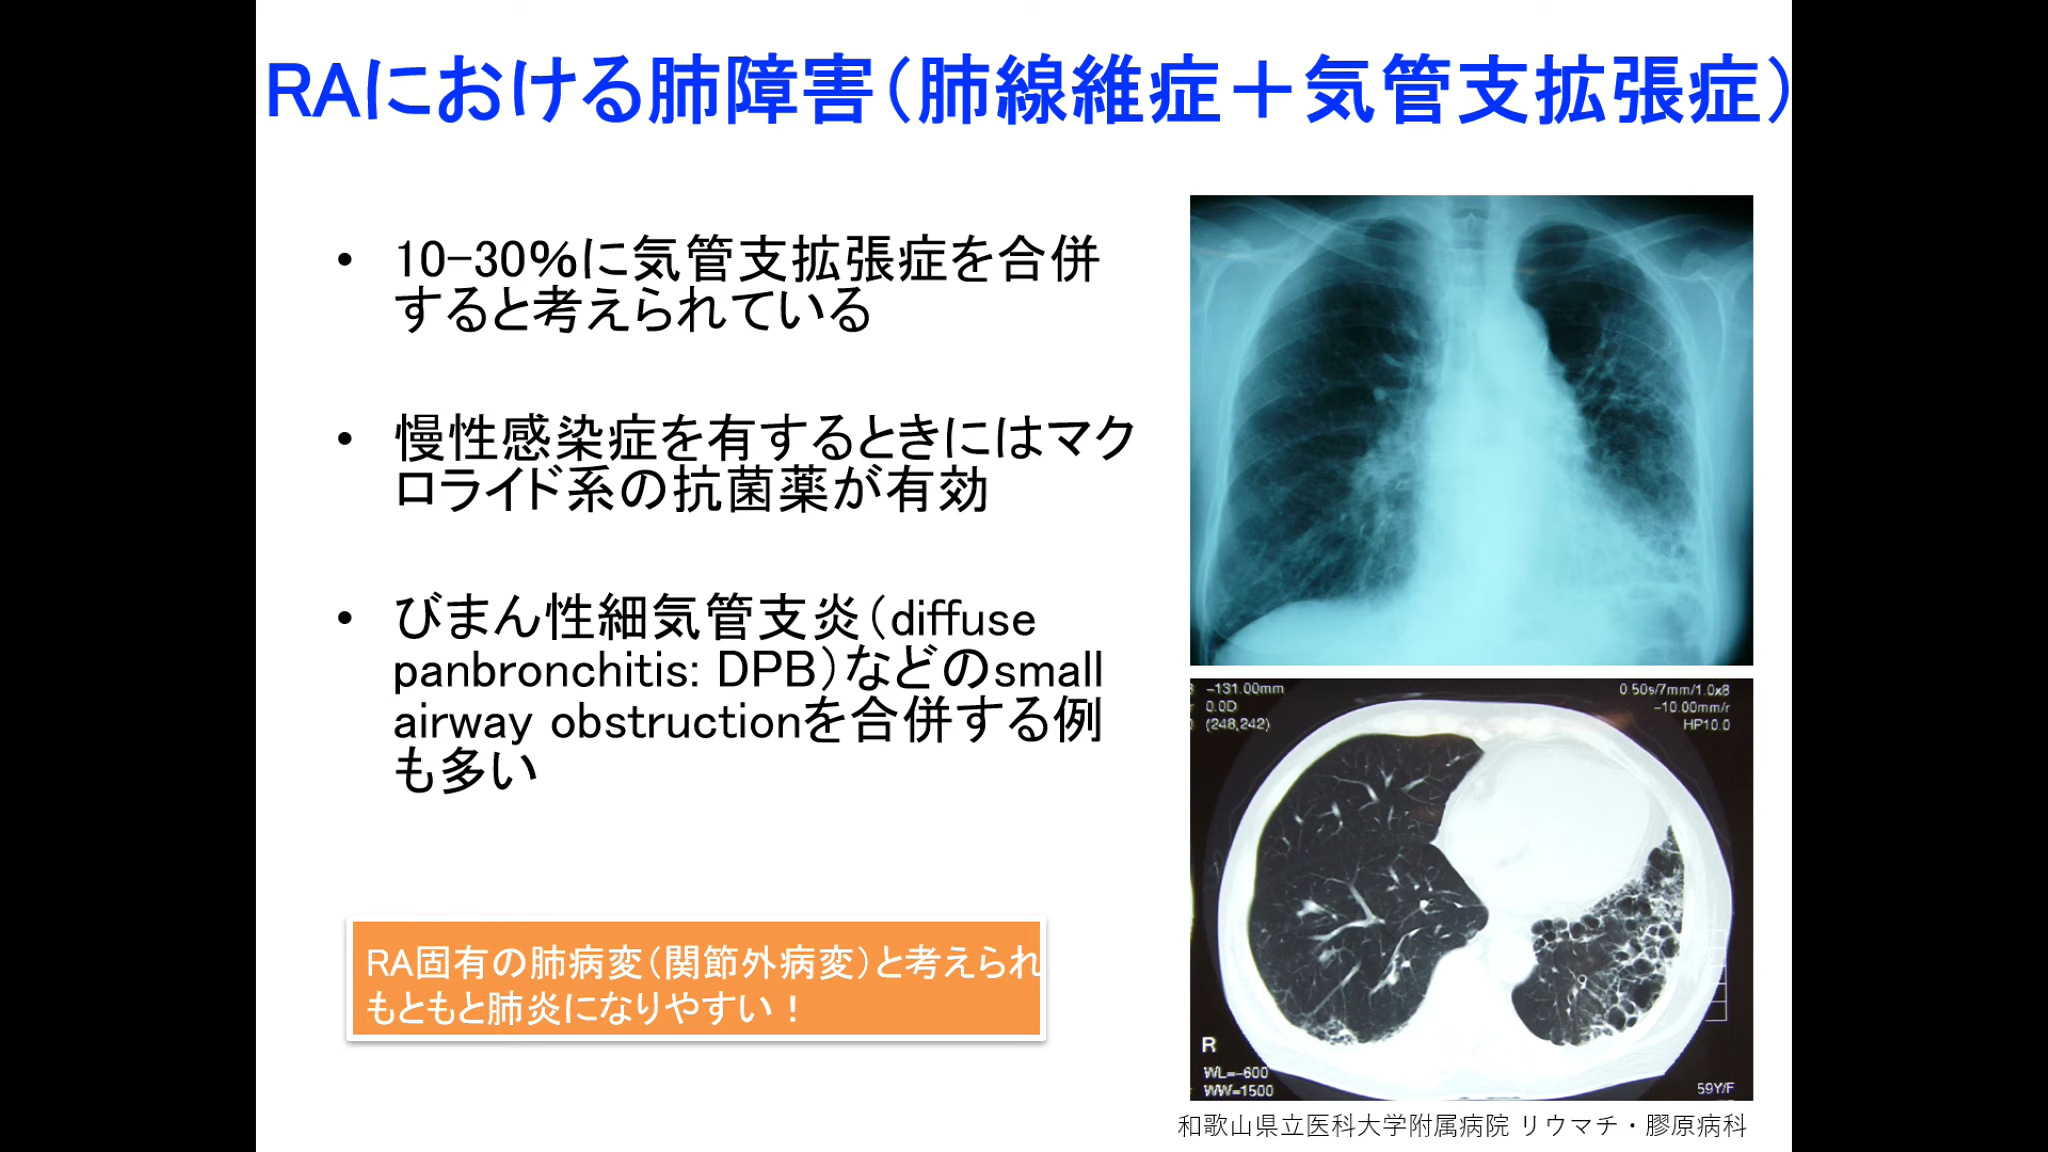 RAにおける肺障害（肺線維症＋気管支拡張症）
• 10-30%に気管支拡張症を合併
すると考えられている
• 慢性感染症を有するときにはマク
ロライド系の抗菌薬が有効
• びまん性細気管支炎（diffuse
panbronchitis: DPB）などのsmall
airway obstructionを合併する例
も多い
RA固有の肺病変（関節外病変）と考えられ
もともと肺炎になりやすい！
-131.00mm
0.0D
(248,242)
0.50s/7mm/1.0x8
-10.00mm/r
HP10.0
R
WL=-600
WW=1500
59Y/F
和歌山県立医科大学附属病院 リウマチ・膠原病科